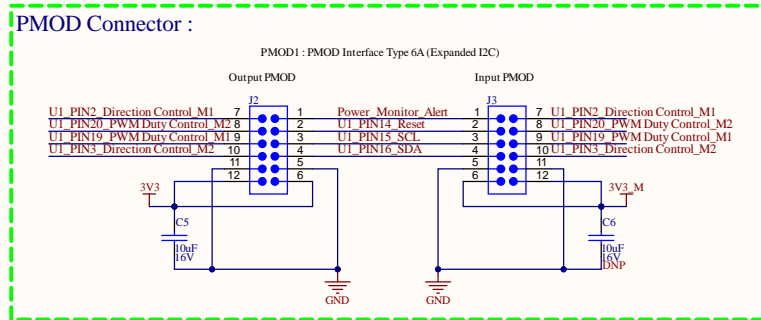 PMOD Connector :
PMOD1 : PMOD Interface Type 6A (Expanded I2C)
Output PMOD
Input PMOD
J2
J3
U1_PIN2_Direction Control_M1 7 1 Power_Monitor_Alert 1 7 U1_PIN2_Direction Control_M1
U1_PIN20_PWM Duty Control_M2 8 2 U1_PIN14_Reset 2 8 U1_PIN20_PWM Duty Control_M2
U1_PIN19_PWM Duty Control_M1 9 3 U1_PIN15_SCL 3 9 U1_PIN19_PWM Duty Control_M1
U1_PIN3_Direction Control_M2 10 4 U1_PIN16_SDA 4 10 U1_PIN3_Direction Control_M2
11 5 5 11
12 6 6 12
3V3
3V3_M
C5
C6
10uF
16V
10uF
16V
DNP
GND
GND